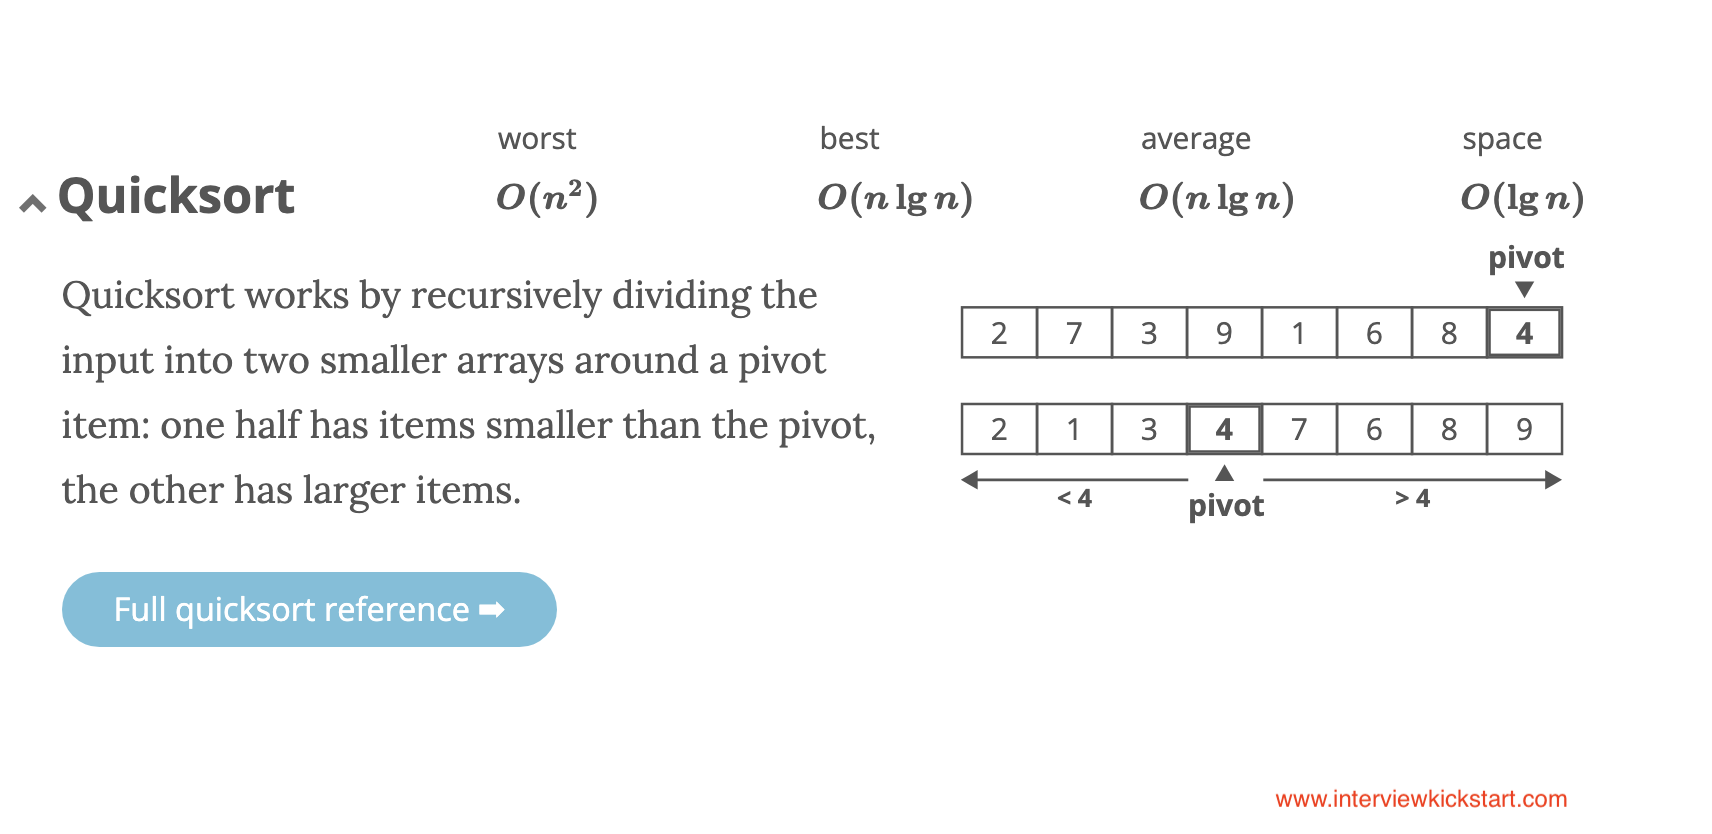 worst best average space
Quicksort O(n²) O(n lg n) O(n lg n) O(lg n)
Quicksort works by recursively dividing the
input into two smaller arrays around a pivot
item: one half has items smaller than the pivot,
the other has larger items.
Full quicksort reference ➡
pivot
2 7 3 9 1 6 8 4
2 1 3 4 7 6 8 9
< 4 pivot > 4
www.interviewkickstart.com